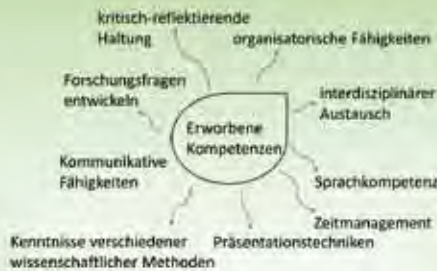 kritisch-reflektierende
Haltung
organisatorische Fähigkeiten
Forschungsfragen
entwickeln
interdisziplinärer
Austausch
Erworbene
Kompetenzen
Kommunikative
Fähigkeiten
Sprachkompetenz
Zeitmanagement
Kenntnisse verschiedener
wissenschaftlicher Methoden
Präsentationstechniken